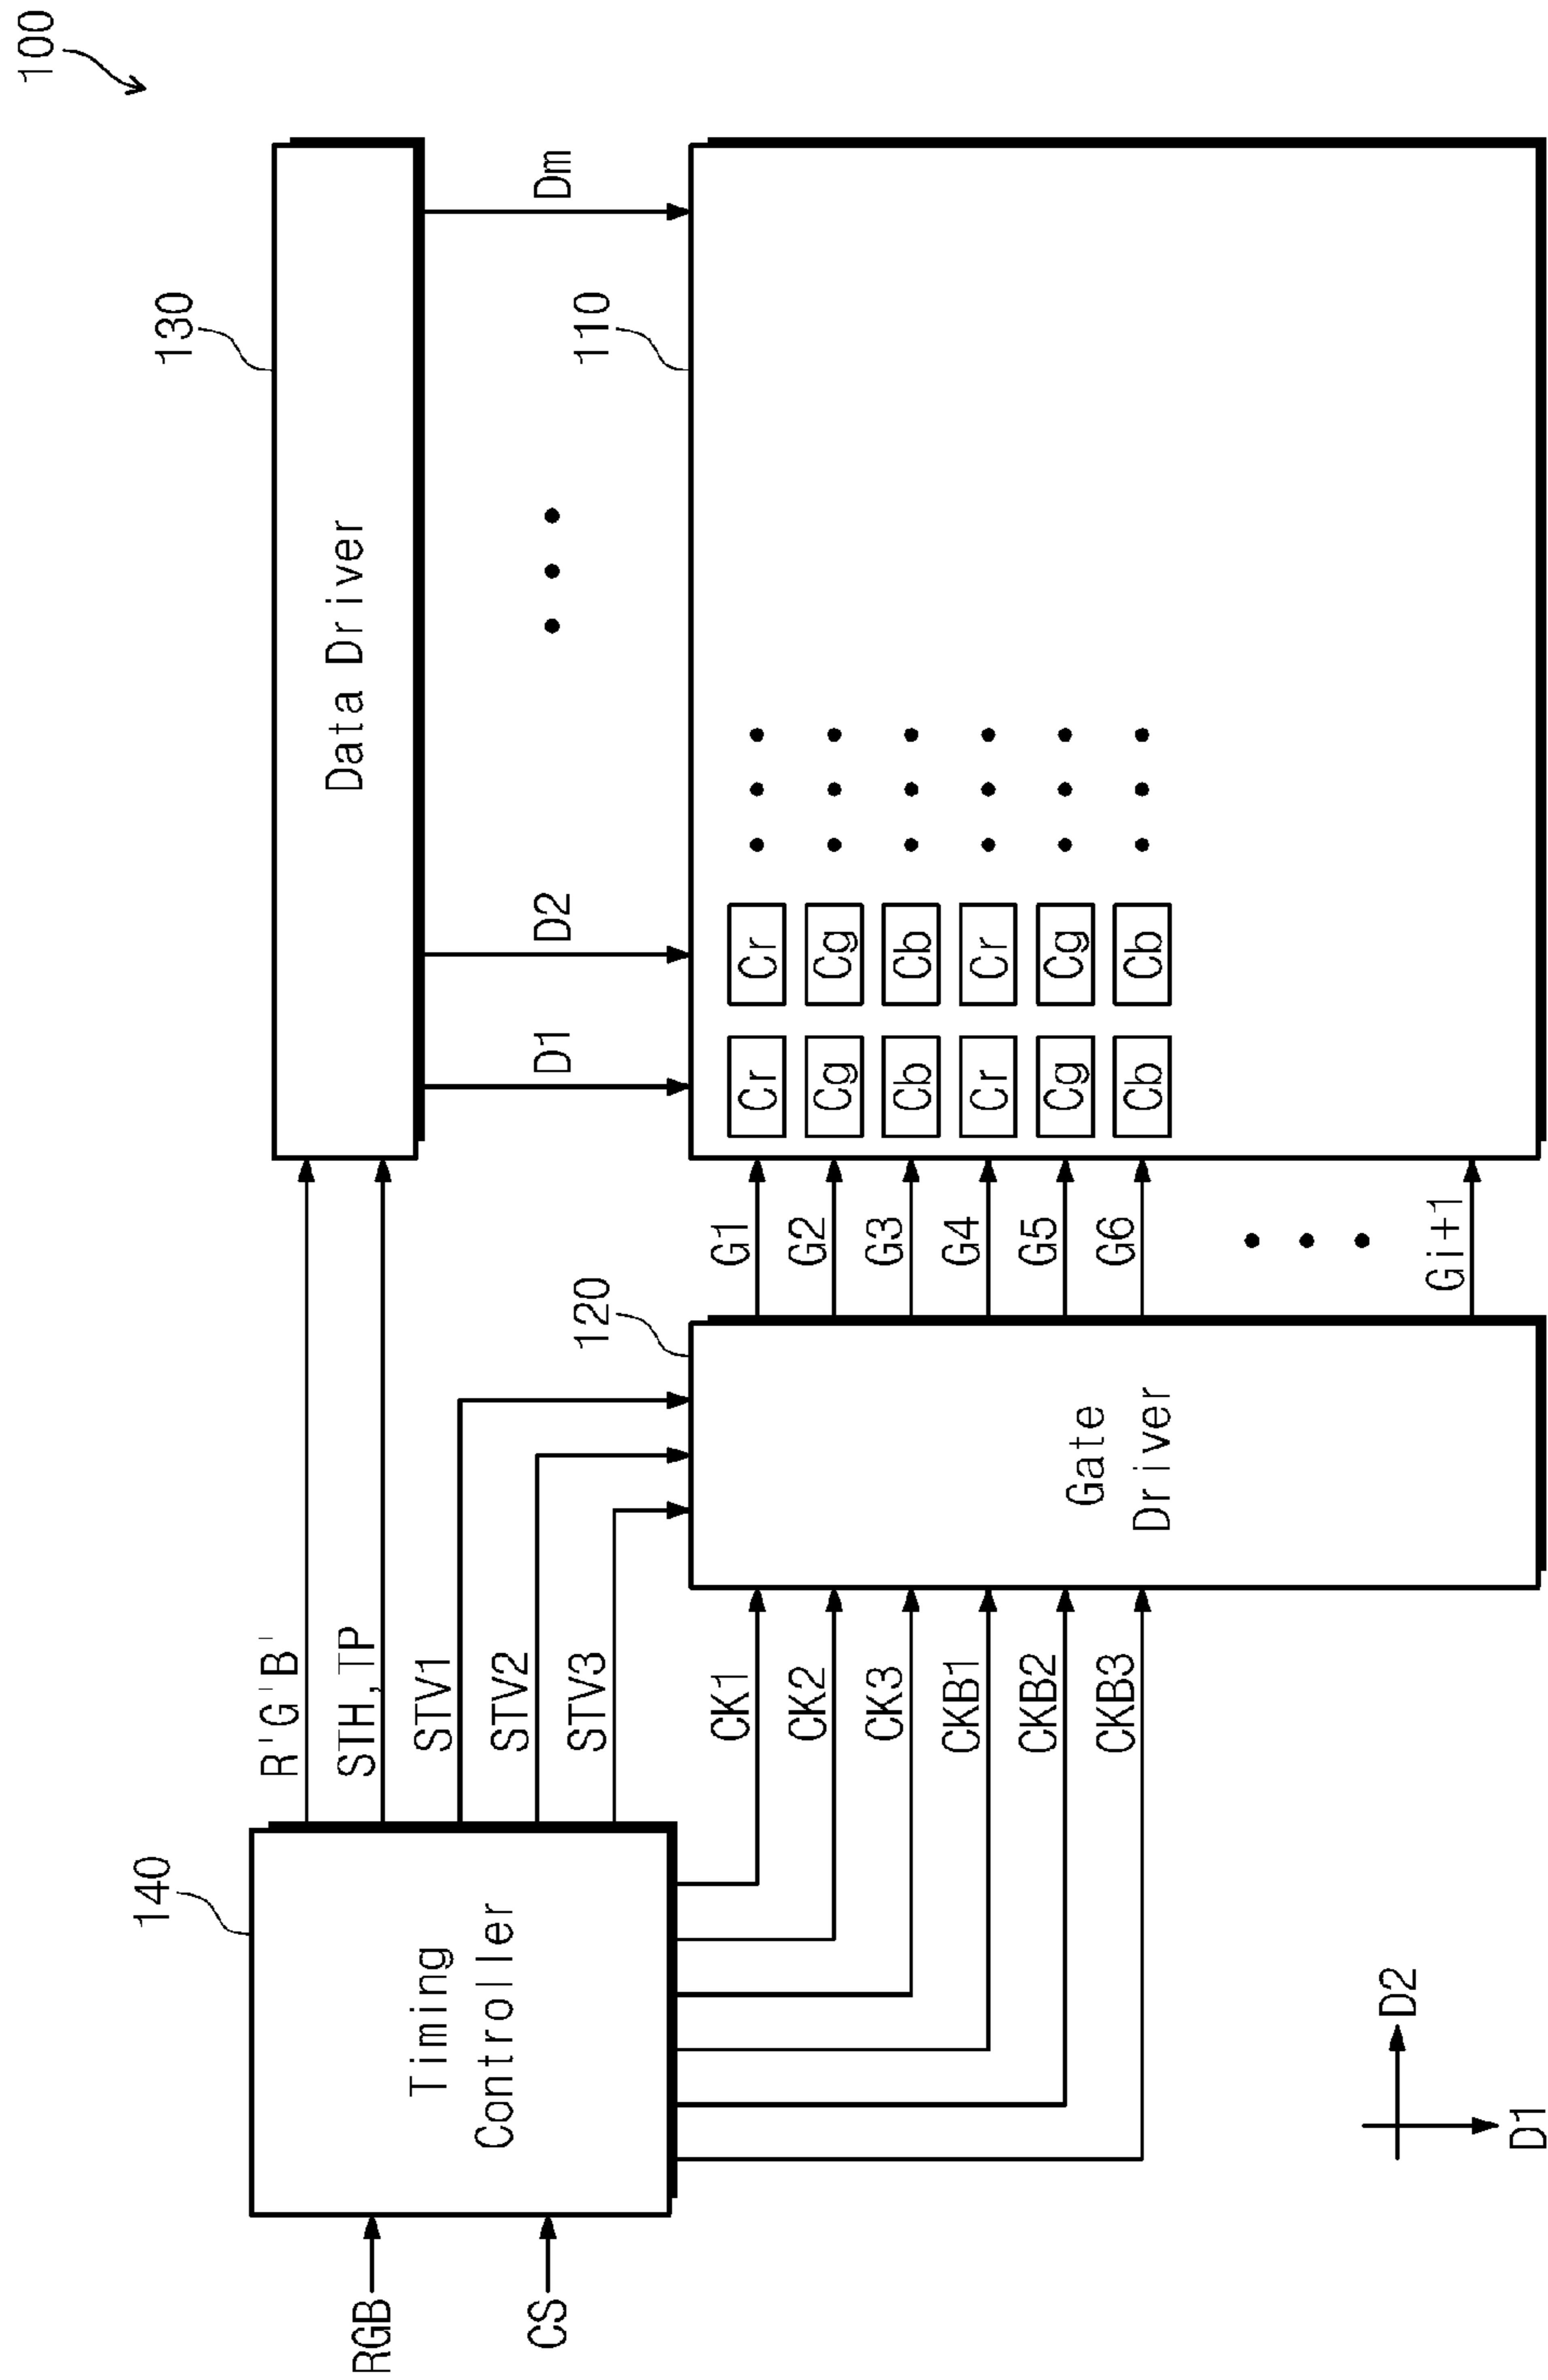 100
130
Data Driver
140
Timing
Controller
RGB
CS
R'G'B'
STH,TP
STV1
STV2
STV3
D1
D2
Dm
120
110
CK1
CK2
CK3
CKB1
CKB2
CKB3
Gate
Driver
G1
G2
G3
G4
G5
G6
Gi+1
Cr Cr
Cg Cg
Cb Cb
Cr Cr
Cg Cg
Cb Cb
D2
D1